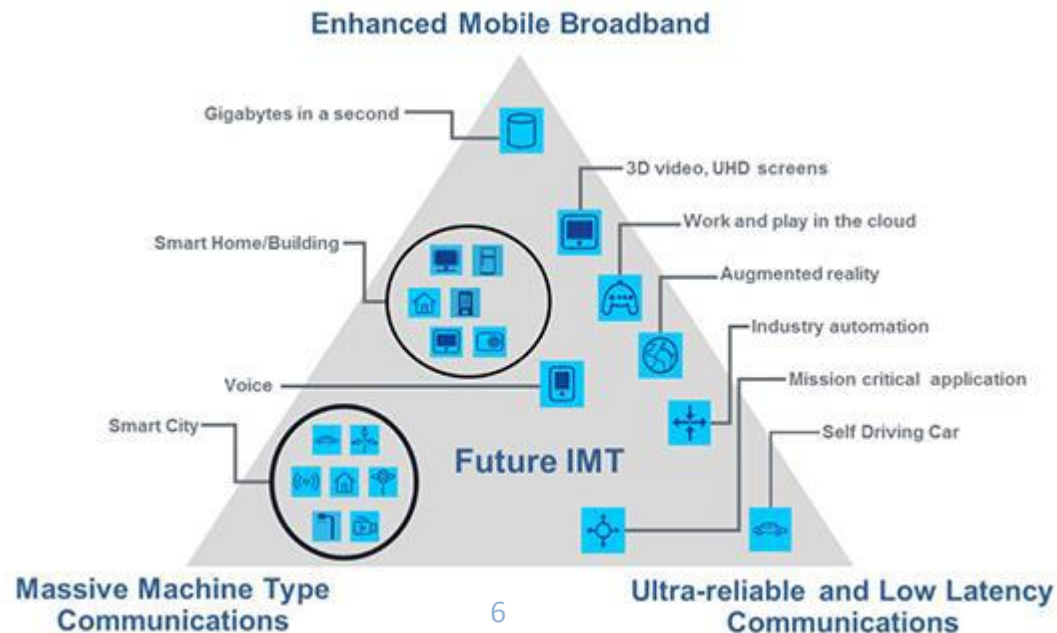 Enhanced Mobile Broadband
Gigabytes in a second
3D video, UHD screens
Work and play in the cloud
Smart Home/Building
Augmented reality
Industry automation
Voice
Mission critical application
Smart City
Self Driving Car
Future IMT
Massive Machine Type
Communications
6
Ultra-reliable and Low Latency
Communications